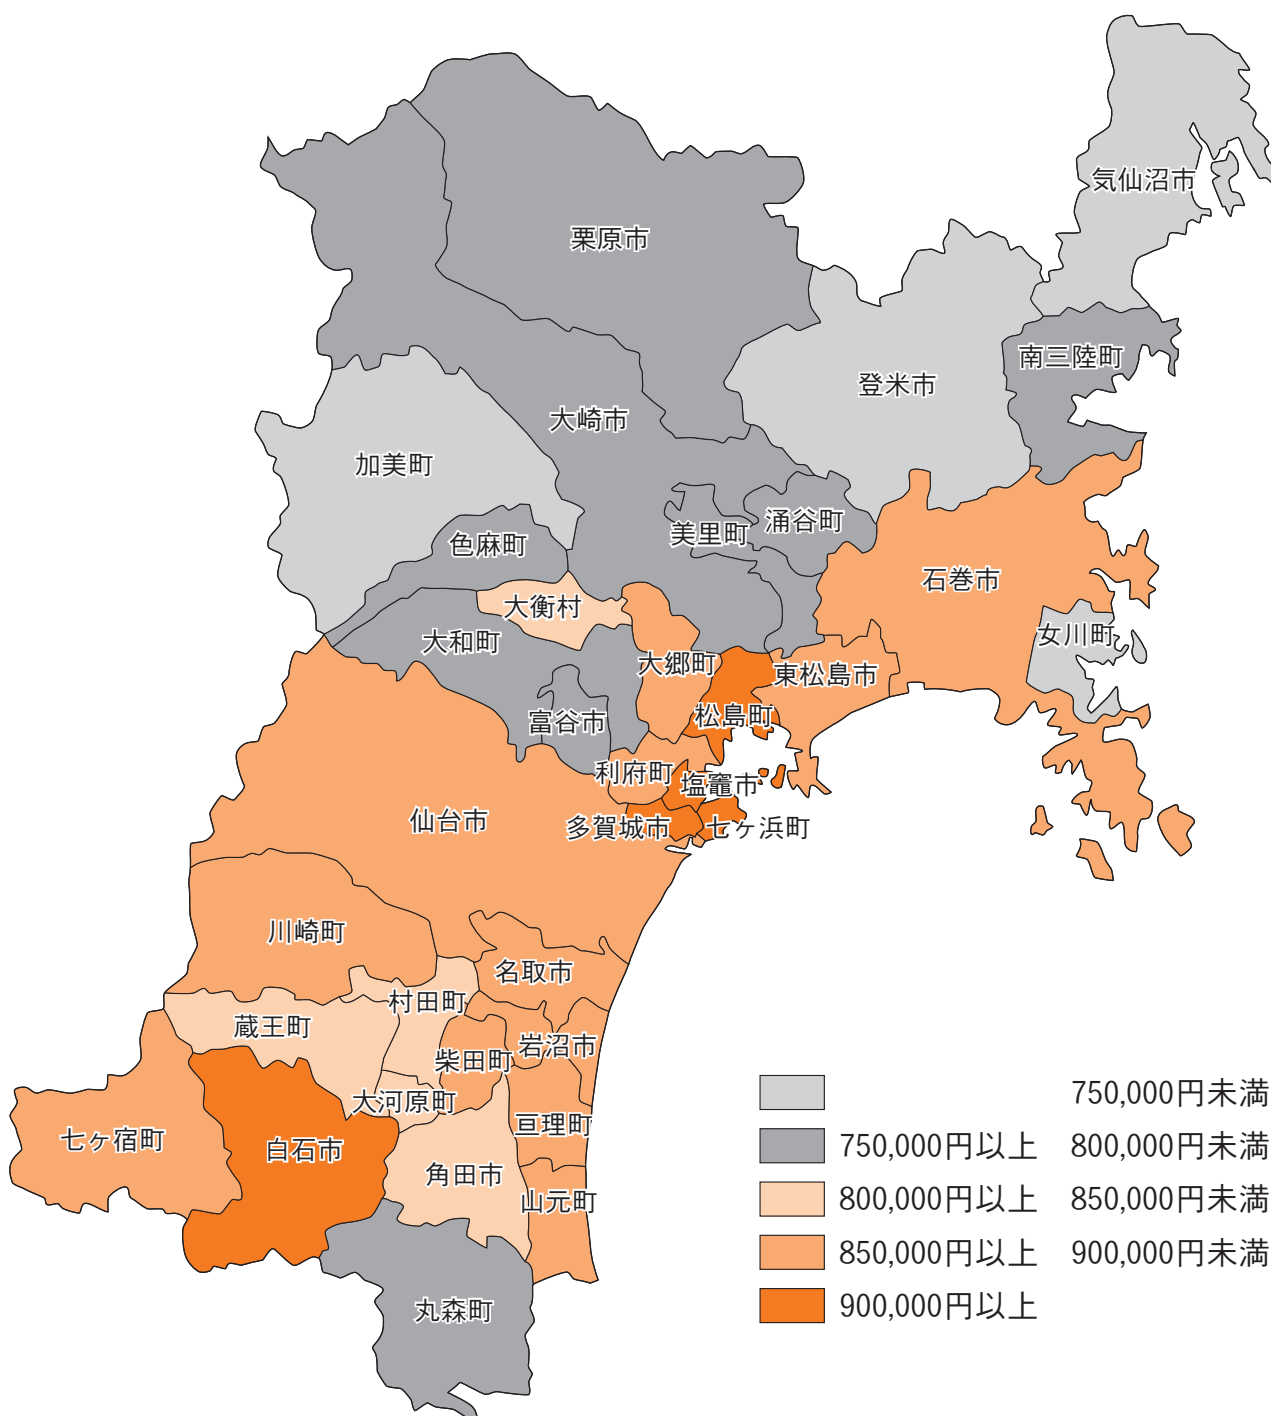 気仙沼市
栗原市
南三陸町
登米市
大崎市
加美町
涌谷町
美里町
色麻町
石巻市
大衡村
女川町
大和町
大郷町
東松島市
松島町
富谷市
利府町
塩竈市
仙台市
多賀城市
七ヶ浜町
川崎町
名取市
村田町
蔵王町
岩沼市
柴田町
大河原町
亘理町
七ヶ宿町
白石市
角田市
山元町
丸森町
750,000円未満
750,000円以上 800,000円未満
800,000円以上 850,000円未満
850,000円以上 900,000円未満
900,000円以上